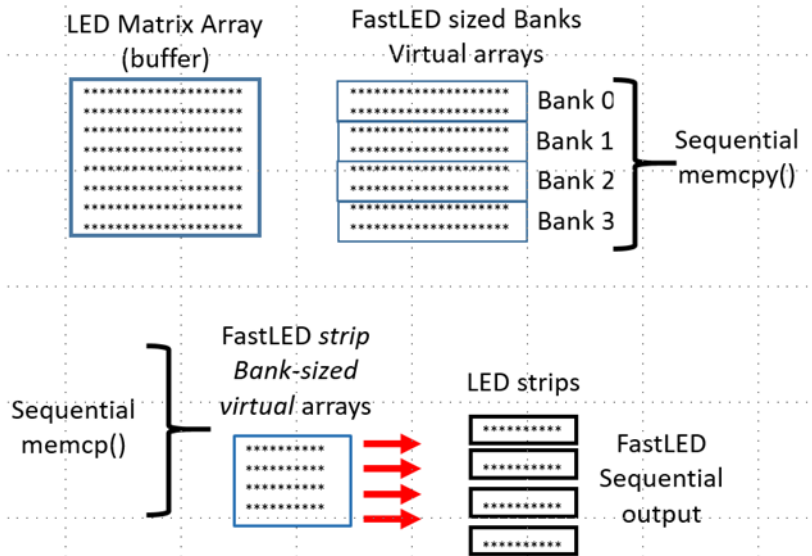 LED Matrix Array
(buffer)
*********************
*********************
*********************
*********************
*********************
*********************
*********************
*********************
*********************
FastLED sized Banks
Virtual arrays
*********************
*********************
Bank 0
*********************
*********************
Bank 1
*********************
*********************
Bank 2
*********************
*********************
Bank 3
Sequential
memcpy()
Sequential
memcp()
FastLED strip
Bank-sized
virtual arrays
**********
**********
**********
**********
LED strips
**********
**********
**********
**********
FastLED
Sequential
output